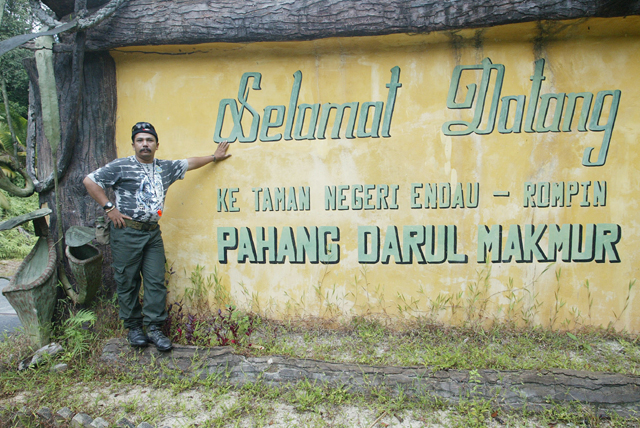 Selamat Datang
KE TAMAN NEGERI ENDAU - ROMPIN
PAHANG DARUL MAKMUR